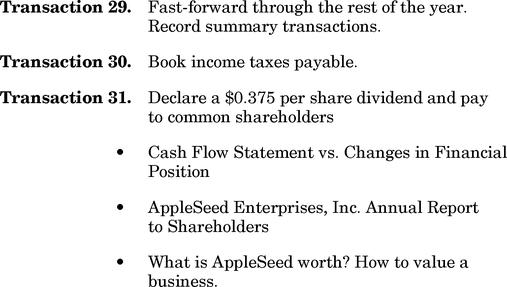 Transaction 29. Fast-forward through the rest of the year.
Record summary transactions.
Transaction 30. Book income taxes payable.
Transaction 31. Declare a $0.375 per share dividend and pay
to common shareholders
• Cash Flow Statement vs. Changes in Financial
Position
• AppleSeed Enterprises, Inc. Annual Report
to Shareholders
• What is AppleSeed worth? How to value a
business.